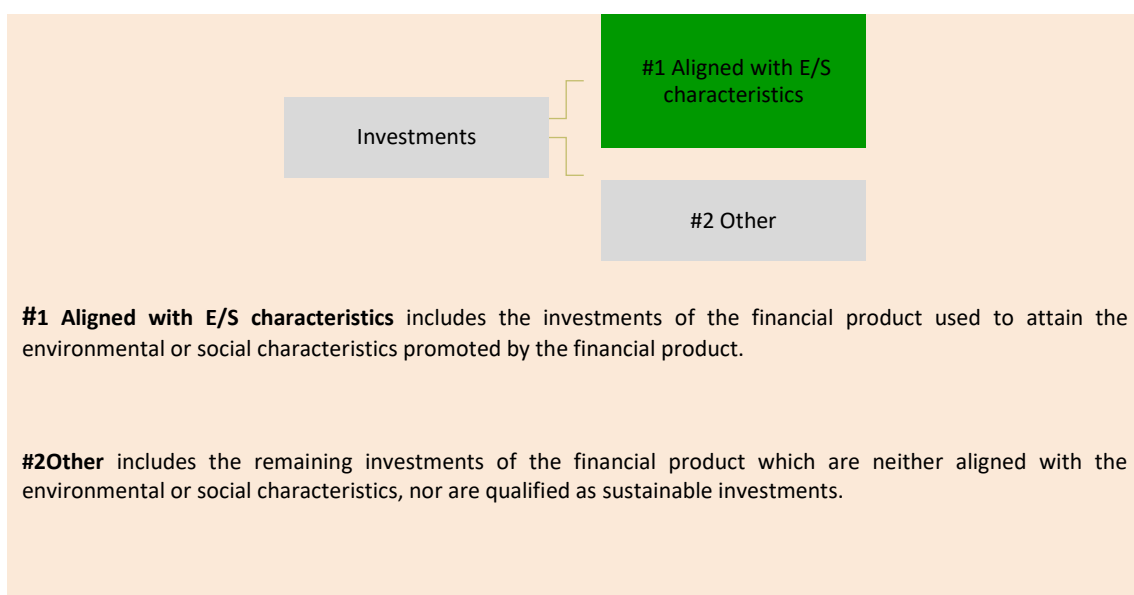 #1 Aligned with E/S
characteristics
Investments
#2 Other
#1 Aligned with E/S characteristics includes the investments of the financial product used to attain the
environmental or social characteristics promoted by the financial product.
#2Other includes the remaining investments of the financial product which are neither aligned with the
environmental or social characteristics, nor are qualified as sustainable investments.